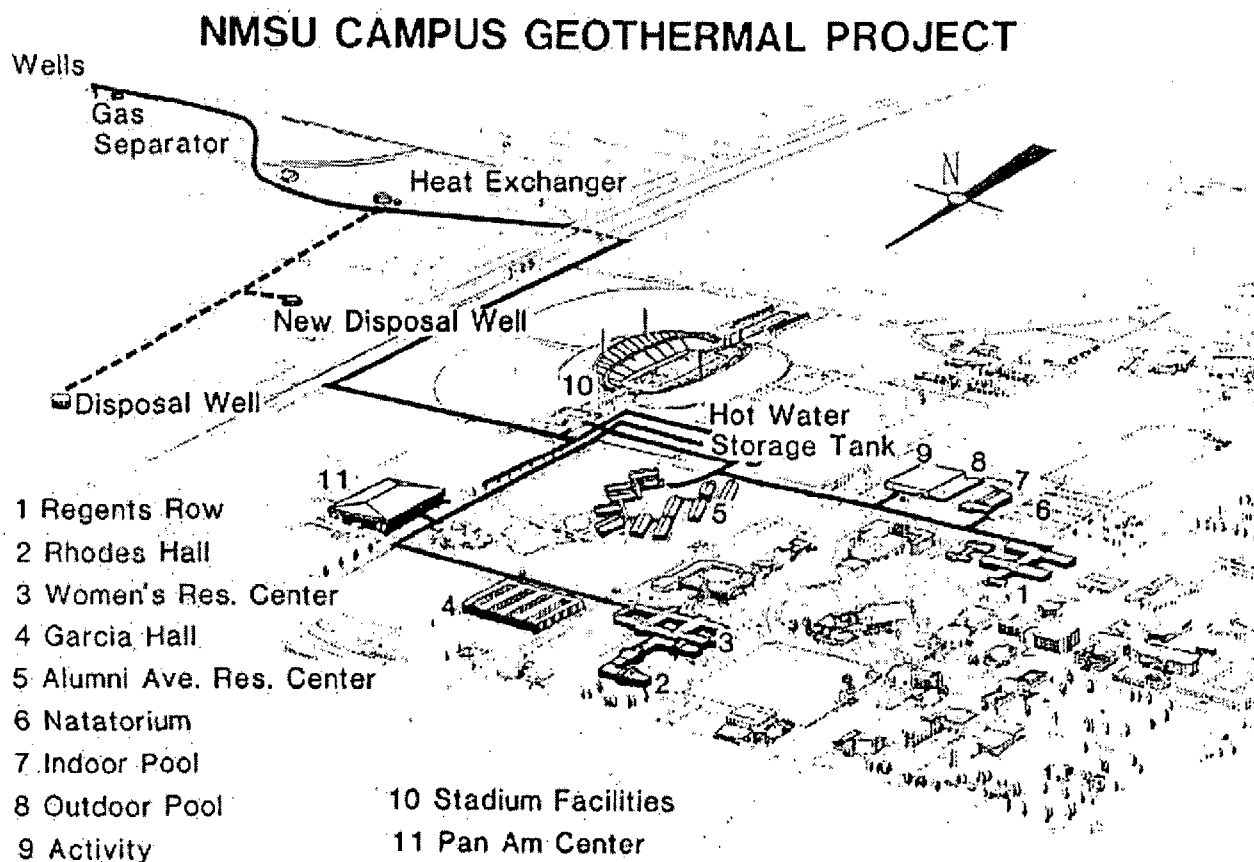 NMSU CAMPUS GEOTHERMAL PROJECT
Wells
Gas
Separator
Heat Exchanger
N
New Disposal Well
Disposal Well
10
Hot Water
Storage Tank
9
8
7
6
11
5
1
4
3
2
1 Regents Row
2 Rhodes Hall
3 Women's Res. Center
4 Garcia Hall
5 Alumni Ave. Res. Center
6 Natatorium
7 Indoor Pool
8 Outdoor Pool
9 Activity
10 Stadium Facilities
11 Pan Am Center